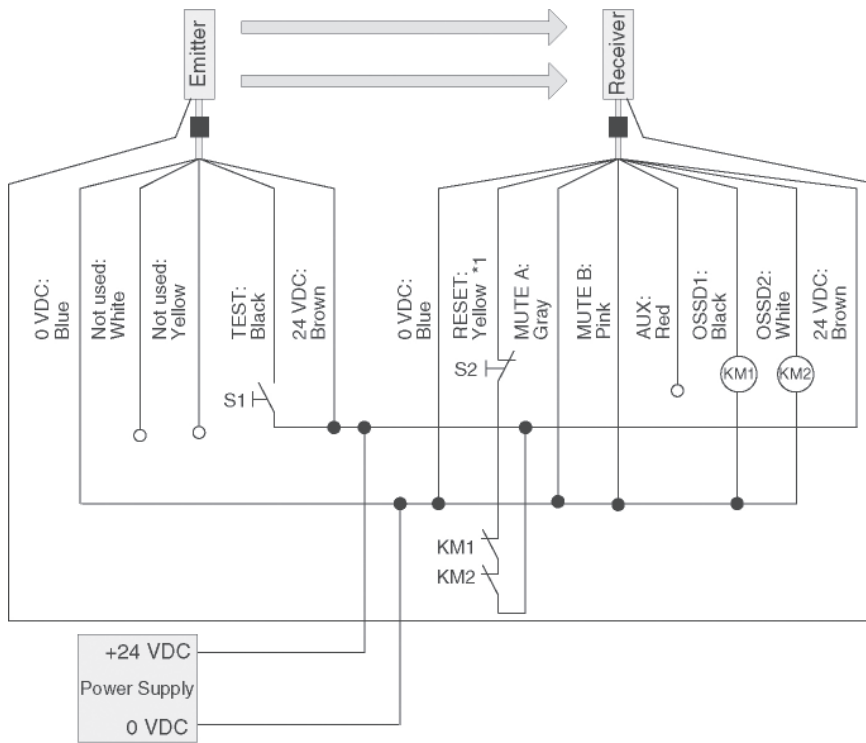 Emitter
Receiver
0 VDC:
Blue
Not used:
White
Not used:
Yellow
TEST:
Black
24 VDC:
Brown
0 VDC:
Blue
RESET:
Yellow *1
MUTE A:
Gray
MUTE B:
Pink
AUX:
Red
OSSD1:
Black
OSSD2:
White
24 VDC:
Brown
S1
S2
KM1
KM2
KM1
KM2
+24 VDC
Power Supply
0 VDC